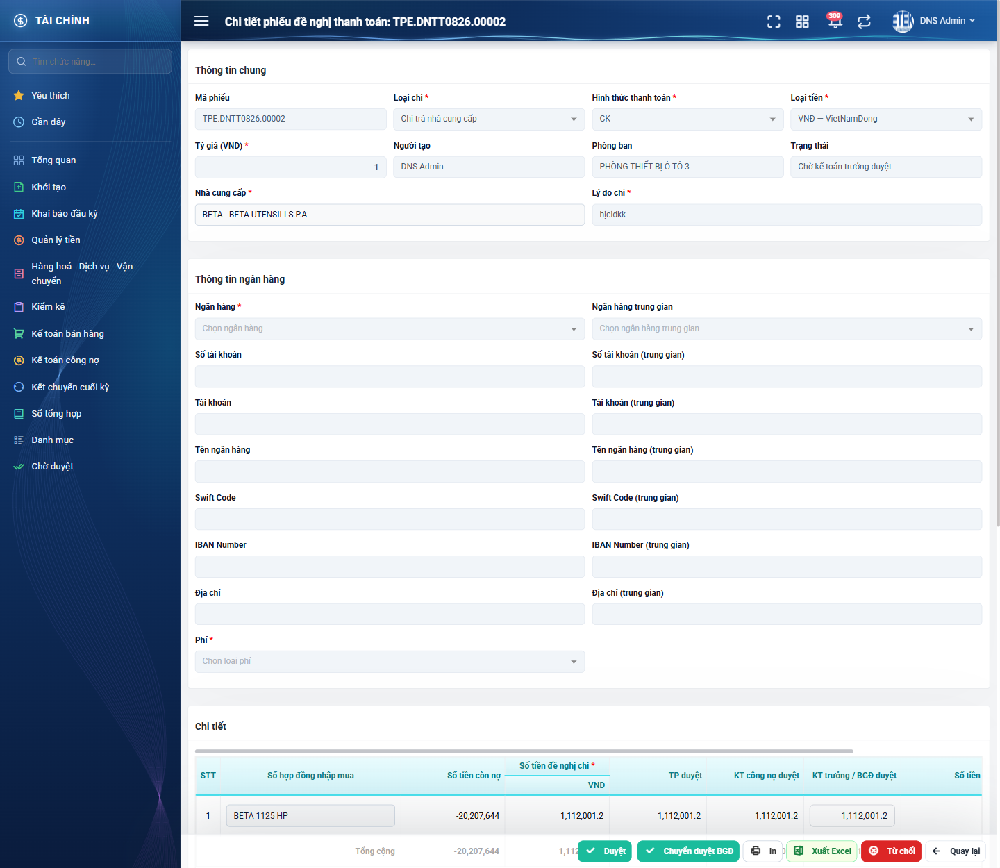 TÀI CHÍNH
Chi tiết phiếu đề nghị thanh toán: TPE.DNTT0826.00002
309
DNS Admin
Tìm chức năng...
Yêu thích
Gần đây
Tổng quan
Khởi tạo
Khai báo đầu kỳ
Quản lý tiền
Hàng hoá - Dịch vụ - Vận
chuyển
Kiểm kê
Kế toán bán hàng
Kế toán công nợ
Kết chuyển cuối kỳ
Sổ tổng hợp
Danh mục
Chờ duyệt
Thông tin chung
Mã phiếu
Loại chi *
Hình thức thanh toán *
Loại tiền *
TPE.DNTT0826.00002
Chi trả nhà cung cấp
CK
VNĐ — VietNamDong
Tỷ giá (VND) *
Người tạo
Phòng ban
Trạng thái
1
DNS Admin
PHÒNG THIẾT BỊ Ô TÔ 3
Chờ kế toán trưởng duyệt
Nhà cung cấp *
Lý do chi *
BETA - BETA UTENSILI S.P.A
hịcidkk
Thông tin ngân hàng
Ngân hàng *
Ngân hàng trung gian
Chọn ngân hàng
Chọn ngân hàng trung gian
Số tài khoản
Số tài khoản (trung gian)
Tài khoản
Tài khoản (trung gian)
Tên ngân hàng
Tên ngân hàng (trung gian)
Swift Code
Swift Code (trung gian)
IBAN Number
IBAN Number (trung gian)
Địa chỉ
Địa chỉ (trung gian)
Phí *
Chọn loại phí
Chi tiết
STT
Số hợp đồng nhập mua
Số tiền còn nợ
Số tiền đề nghị chi *
VND
TP duyệt
KT công nợ duyệt
KT trưởng / BGĐ duyệt
Số tiền
1
BETA 1125 HP
-20,207,644
1,112,001.2
1,112,001.2
1,112,001.2
1,112,001.2
Tổng cộng
-20,207,644
1,112
Duyệt
Chuyển duyệt BGĐ
In
Xuất Excel
Từ chối
Quay lại